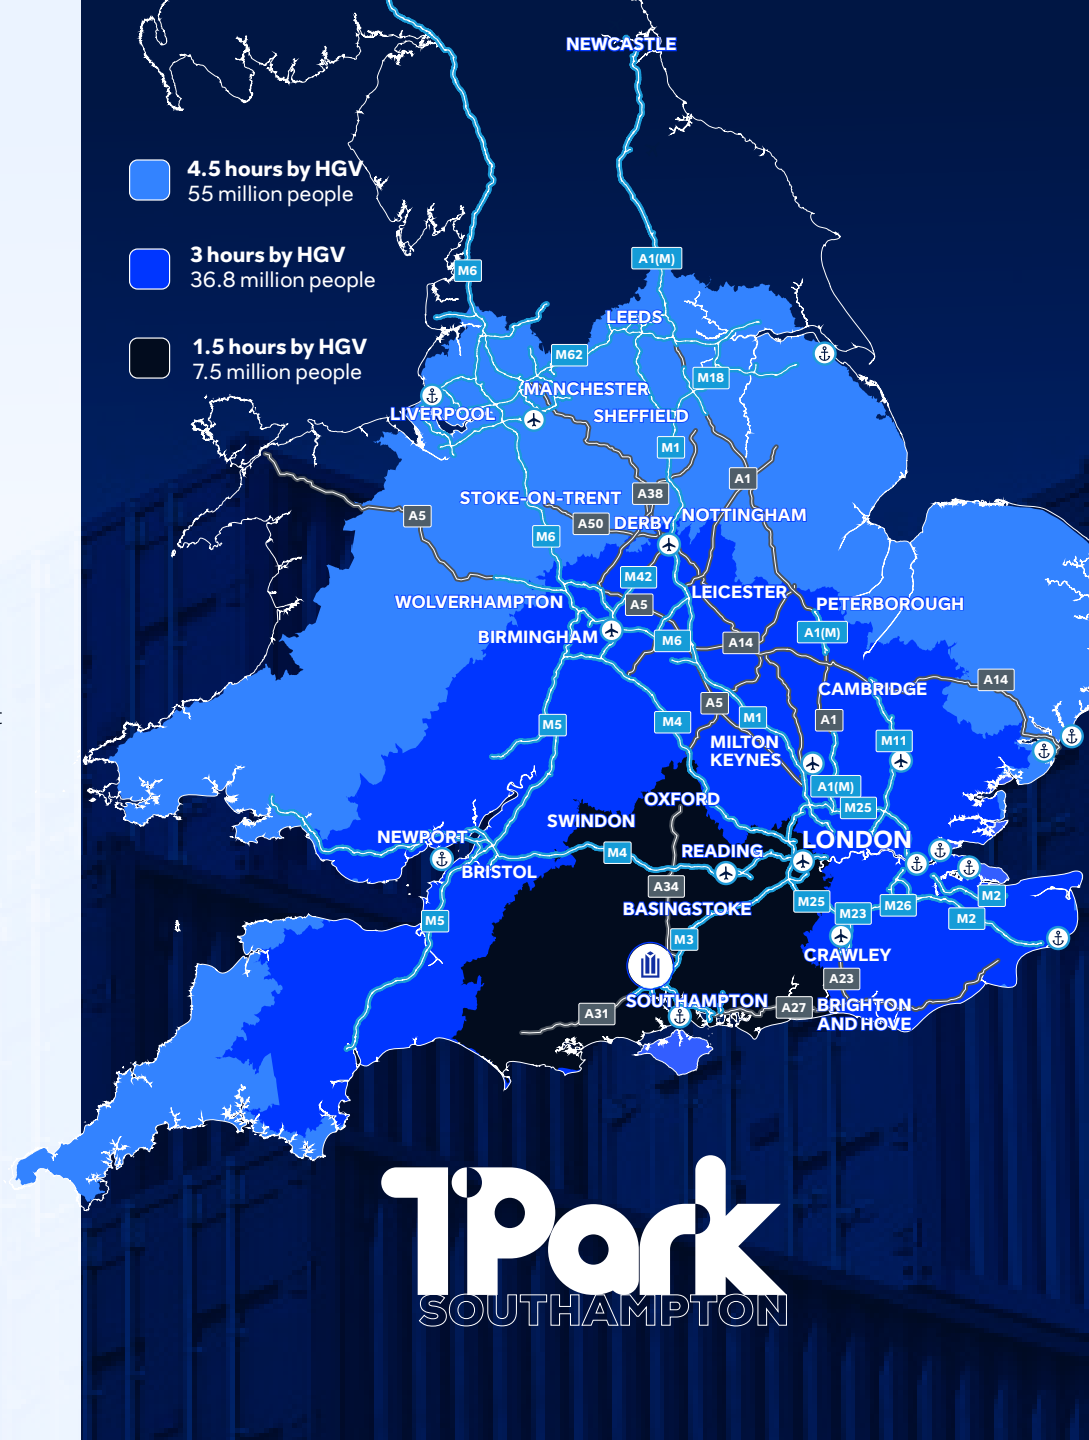 NEWCASTLE
4.5 hours by HGV
55 million people
3 hours by HGV
36.8 million people
1.5 hours by HGV
7.5 million people
A1(M)
M6
LEEDS
M62
M18
MANCHESTER
LIVERPOOL
SHEFFIELD
M1
A1
A38
STOKE-ON-TRENT
A5
A50
DERBY
NOTTINGHAM
M6
M42
LEICESTER
WOLVERHAMPTON
A5
PETERBOROUGH
BIRMINGHAM
M6
A14
A1(M)
A14
CAMBRIDGE
A5
M1
A1
M5
M4
M11
MILTON
KEYNES
A1(M)
OXFORD
M25
SWINDON
NEWPORT
LONDON
M4
READING
BRISTOL
A34
M2
M25
M26
BASINGSTOKE
M23
M2
M5
M3
CRAWLEY
A23
SOUTHAMPTON
A31
A27
BRIGHTON
AND HOVE
TPark
SOUTHAMPTON